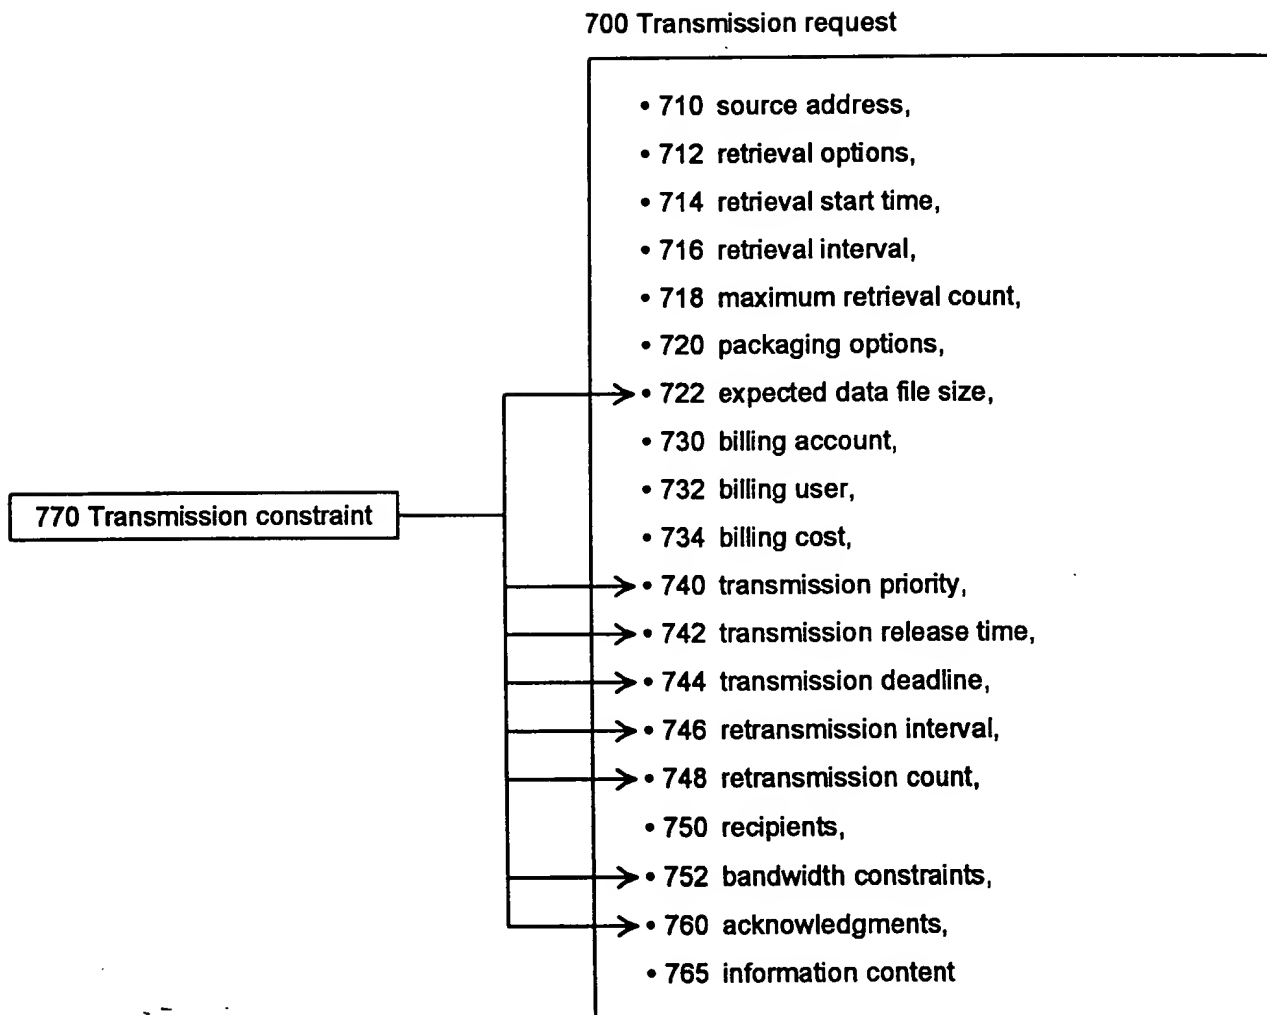 700 Transmission request
• 710 source address,
• 712 retrieval options,
• 714 retrieval start time,
• 716 retrieval interval,
• 718 maximum retrieval count,
• 720 packaging options,
• 722 expected data file size,
• 730 billing account,
• 732 billing user,
770 Transmission constraint
• 734 billing cost,
• 740 transmission priority,
• 742 transmission release time,
• 744 transmission deadline,
• 746 retransmission interval,
• 748 retransmission count,
• 750 recipients,
• 752 bandwidth constraints,
• 760 acknowledgments,
• 765 information content